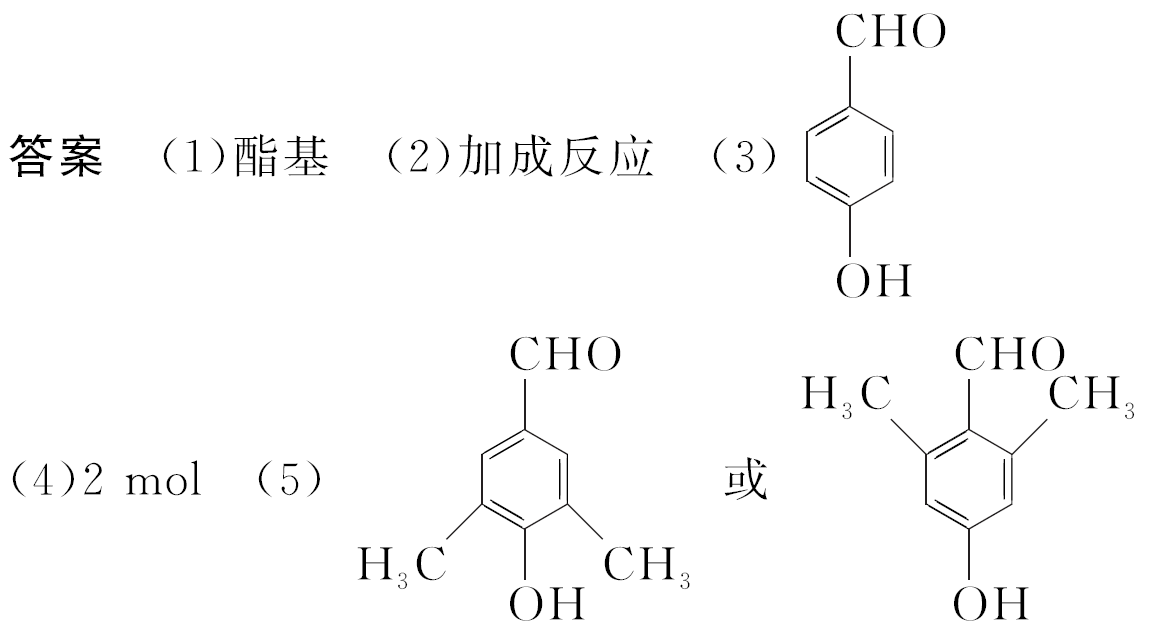 CHO
答案 (1)酯基 (2)加成反应 (3)
OH
CHO CHO
H₃C CH₃
(4)2 mol (5) 或
H₃C CH₃
OH OH